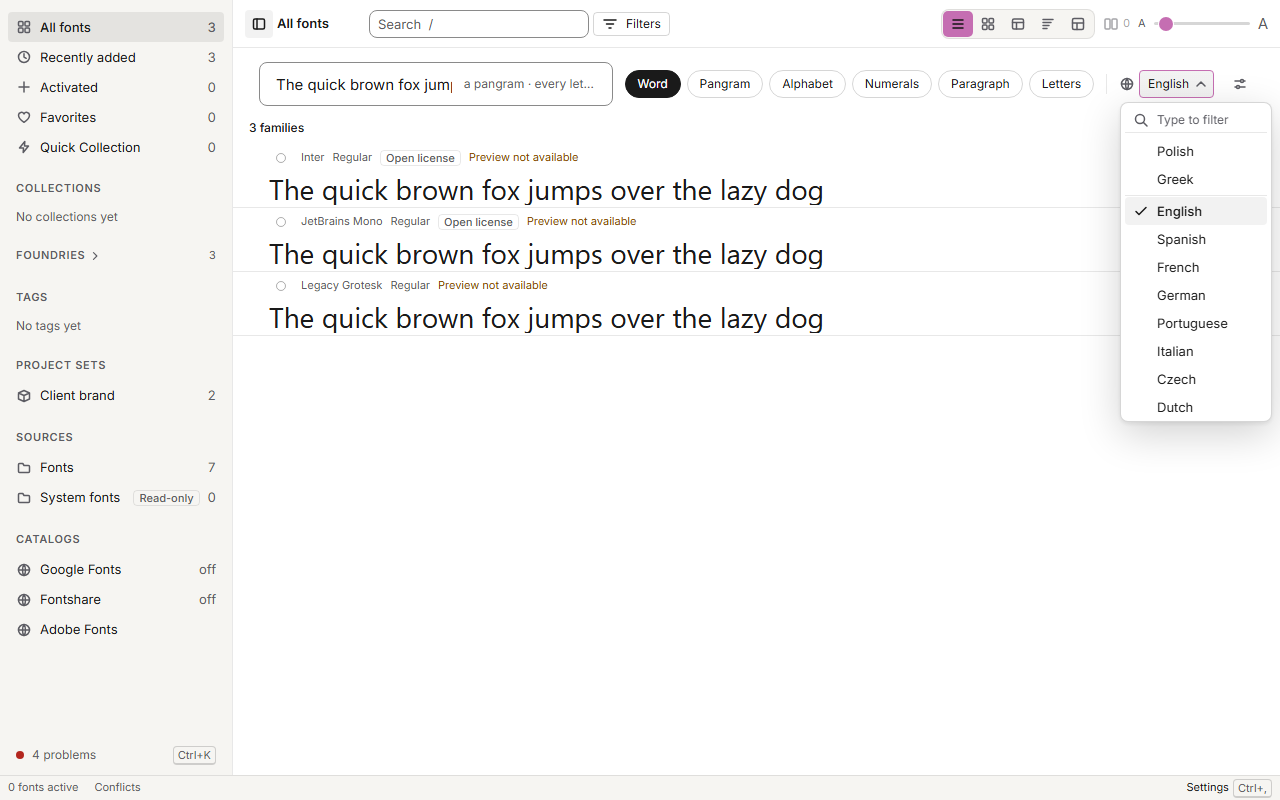 All fonts 3
Recently added 3
Activated 0
Favorites 0
Quick Collection 0
COLLECTIONS
No collections yet
FOUNDRIES 3
TAGS
No tags yet
PROJECT SETS
Client brand 2
SOURCES
Fonts 7
System fonts Read-only 0
CATALOGS
Google Fonts off
Fontshare off
Adobe Fonts
4 problems Ctrl+K
All fonts Search / Filters 0 A A
The quick brown fox jump a pangram · every let... Word Pangram Alphabet Numerals Paragraph Letters English
3 families
Inter Regular Open license Preview not available
The quick brown fox jumps over the lazy dog
JetBrains Mono Regular Open license Preview not available
The quick brown fox jumps over the lazy dog
Legacy Grotesk Regular Preview not available
The quick brown fox jumps over the lazy dog
Type to filter
Polish
Greek
English
Spanish
French
German
Portuguese
Italian
Czech
Dutch
0 fonts active Conflicts Settings Ctrl+,